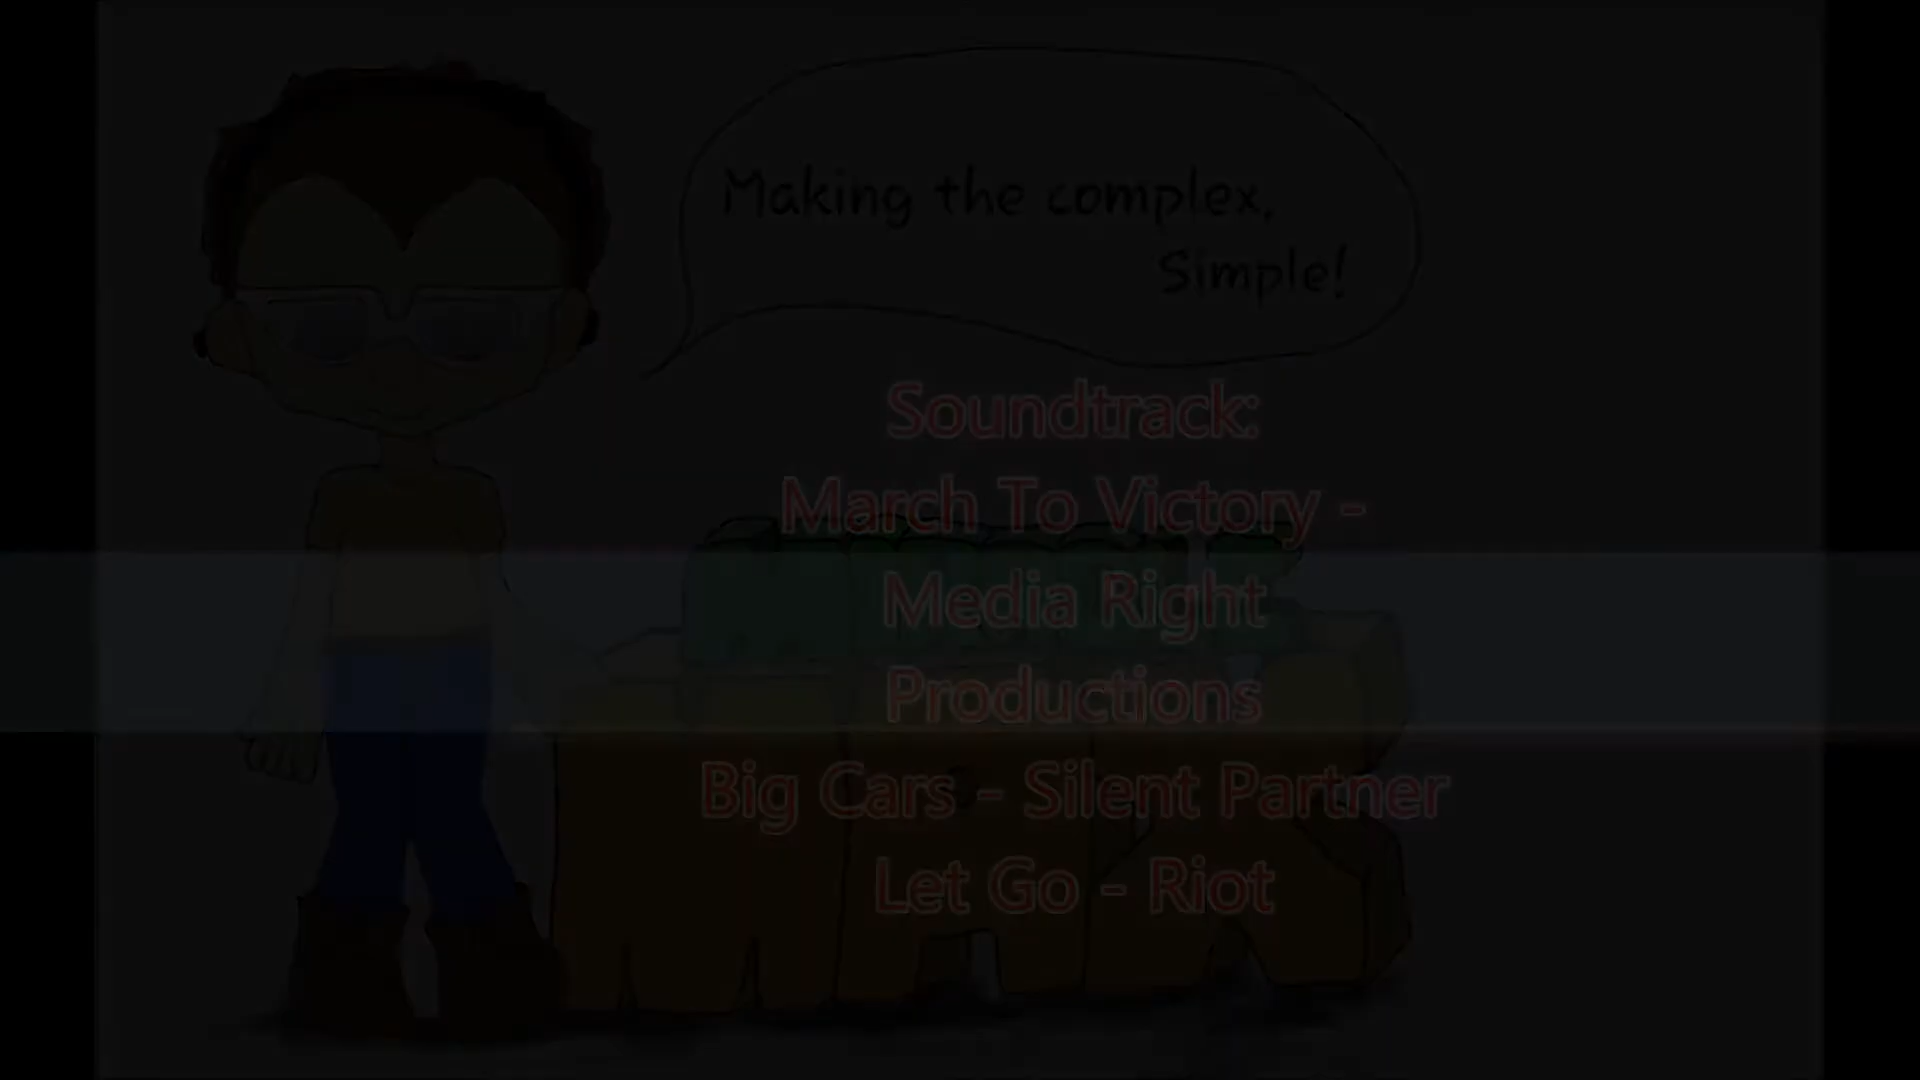 Making the complex,
Simple!
Soundtrack:
March To Victory -
Media Right
Productions
Big Cars - Silent Partner
Let Go - Riot